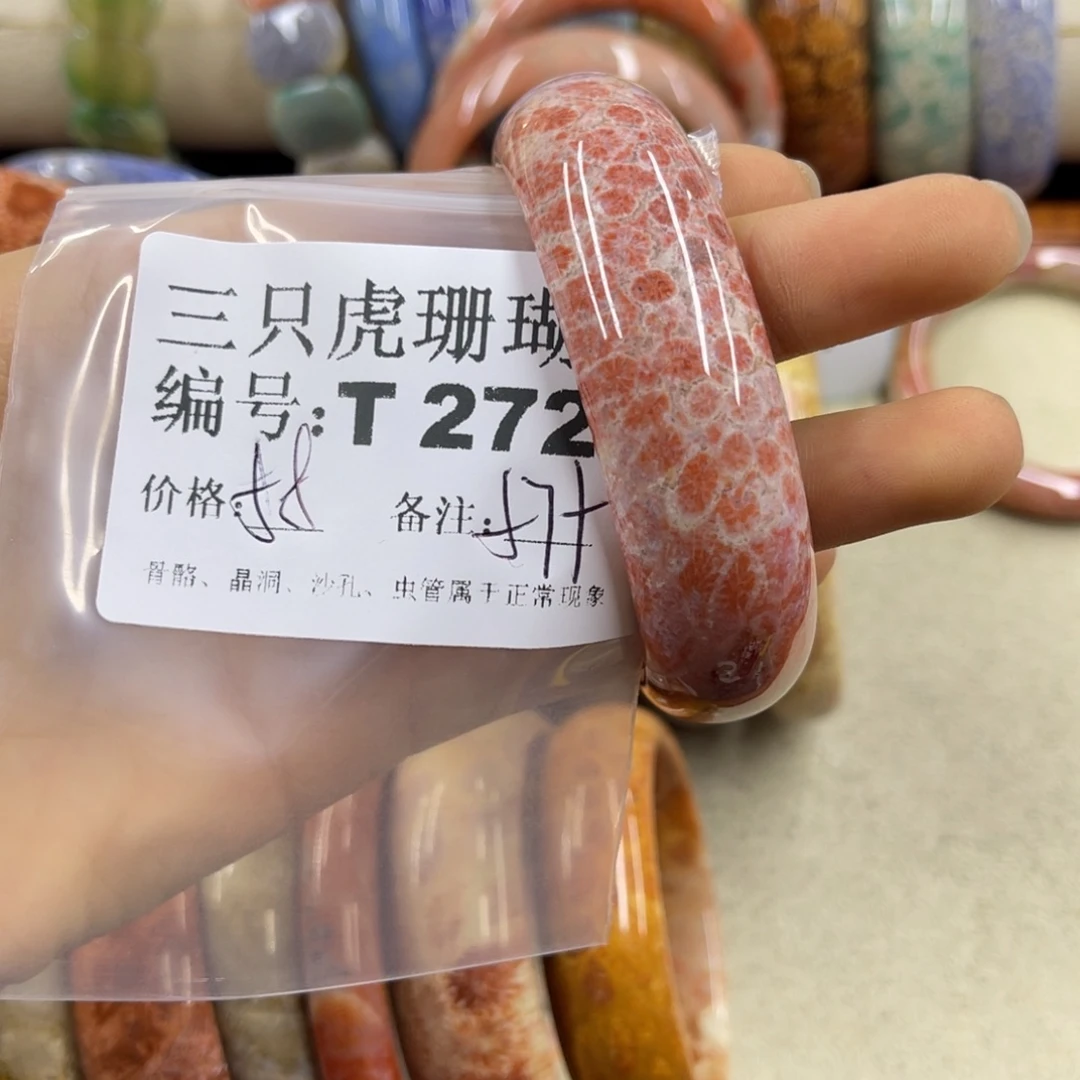 三只虎珊瑚
编号:T 272
价格: 备注:
骨骼、晶洞、沙孔、虫管属于正常现象